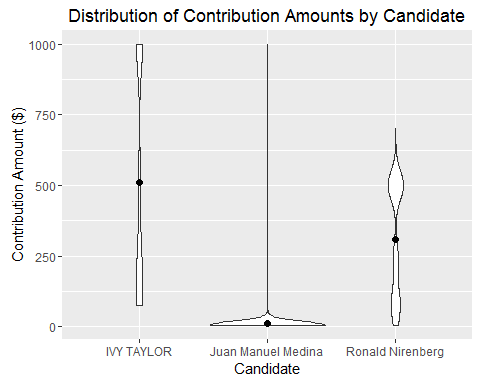 Distribution of Contribution Amounts by Candidate
Contribution Amount ($)
1000
750
500
250
0
IVY TAYLOR
Juan Manuel Medina
Ronald Nirenberg
Candidate